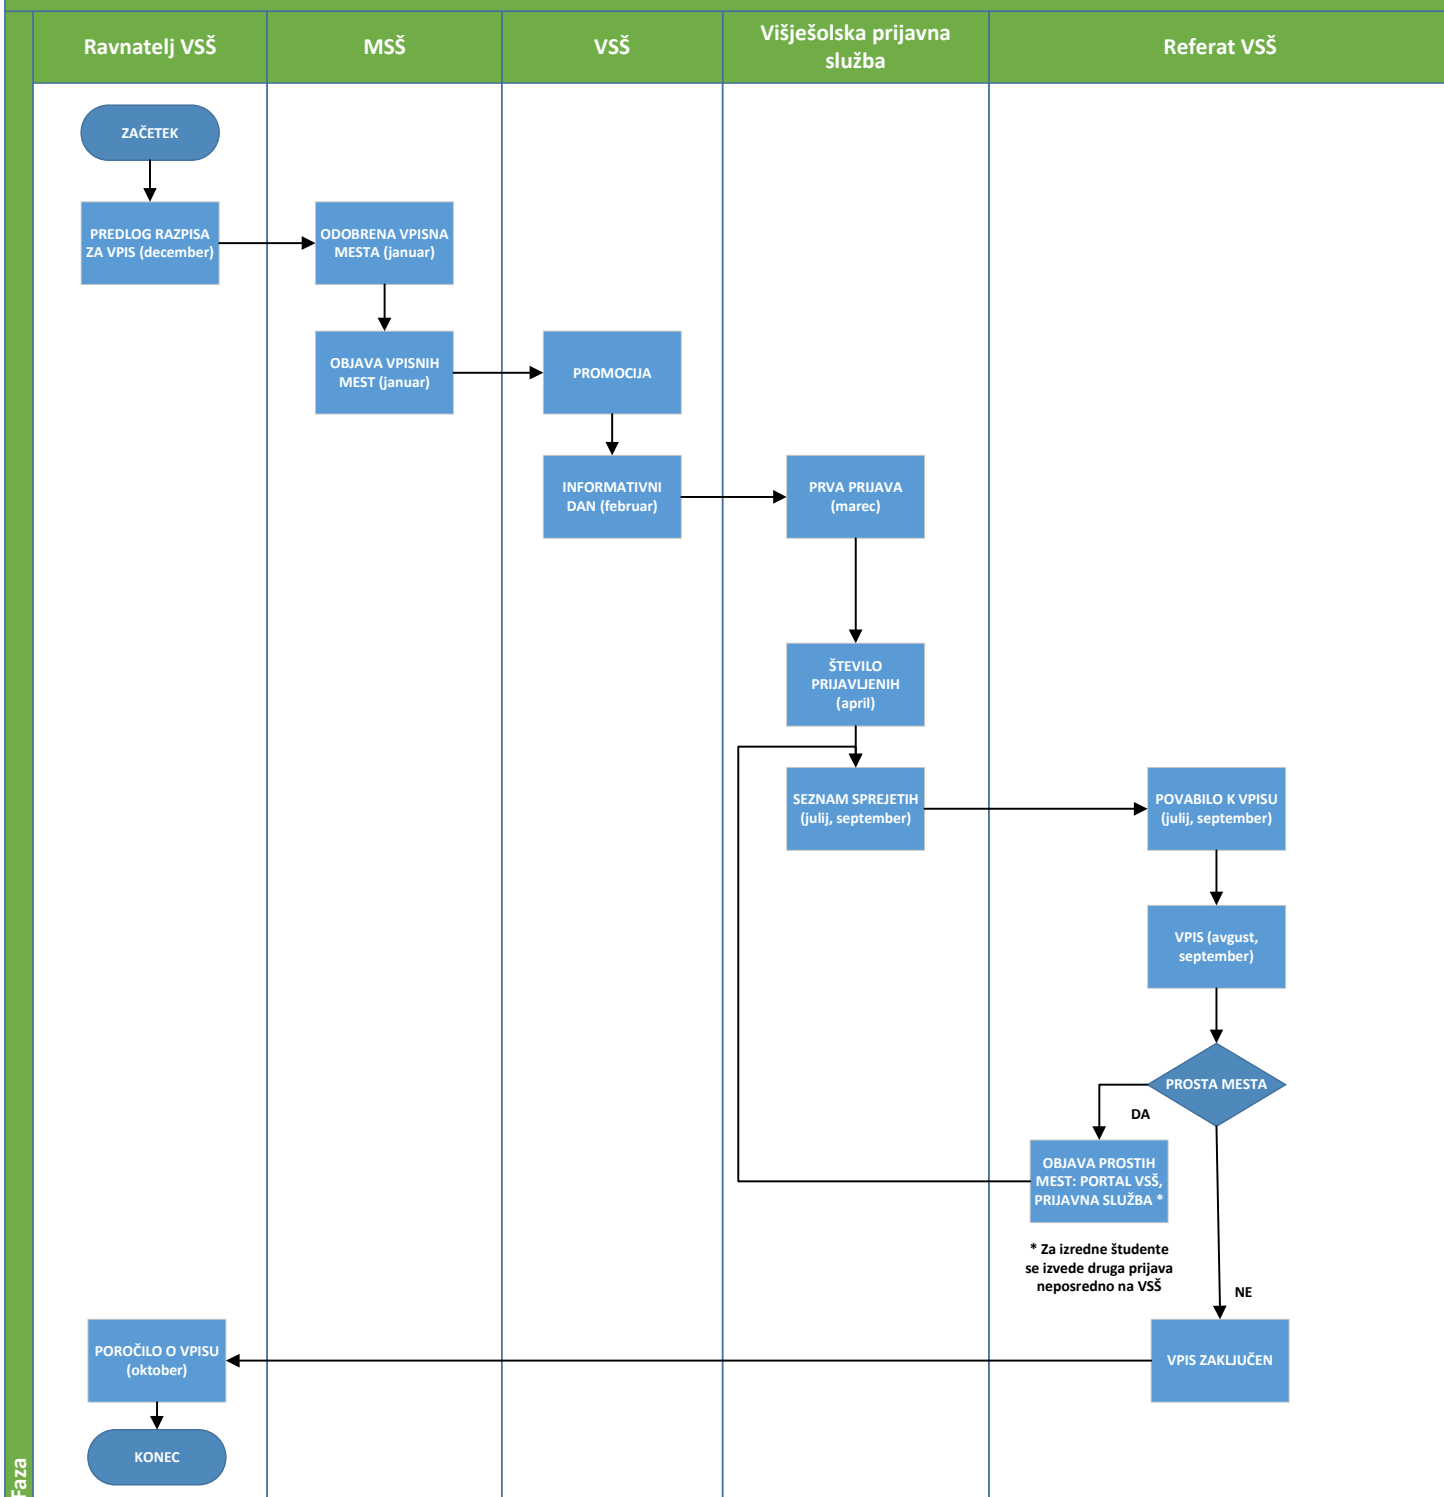 Ravnatelj VSŠ
MSŠ
VSŠ
Višješolska prijavna
služba
Referat VSŠ
ZAČETEK
PREDLOG RAZPISA
ZA VPIS (december)
ODOBRENA VPISNA
MESTA (januar)
OBJAVA VPISNIH
MEST (januar)
PROMOCIJA
INFORMATIVNI
DAN (februar)
PRVA PRIJAVA
(marec)
ŠTEVILO
PRIJAVLJENIH
(april)
SEZNAM SPREJETIH
(julij, september)
POVABILO K VPISU
(julij, september)
VPIS (avgust,
september)
PROSTA MESTA
DA
OBJAVA PROSTIH
MEST: PORTAL VSŠ,
PRIJAVNA SLUŽBA *
* Za izredne študente
se izvede druga prijava
neposredno na VSŠ
NE
VPIS ZAKLJUČEN
POROČILO O VPISU
(oktober)
KONEC
Faza